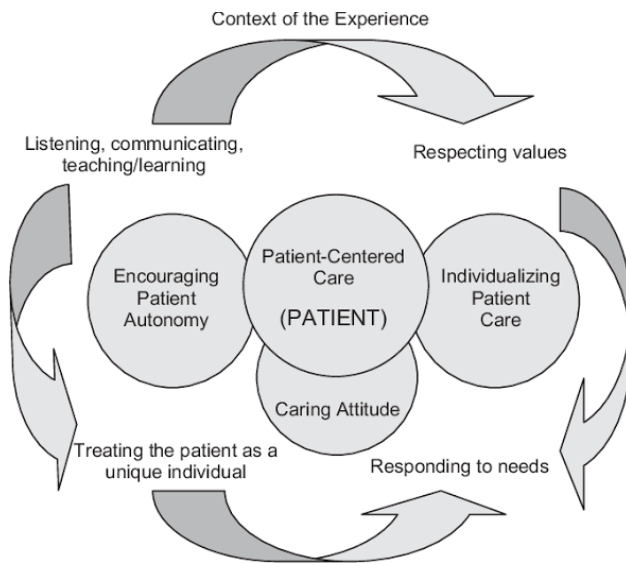 Context of the Experience
Listening, communicating,
teaching/learning
Respecting values
Encouraging
Patient
Autonomy
Patient-Centered
Care
(PATIENT)
Individualizing
Patient
Care
Caring Attitude
Treating the patient as a
unique individual
Responding to needs